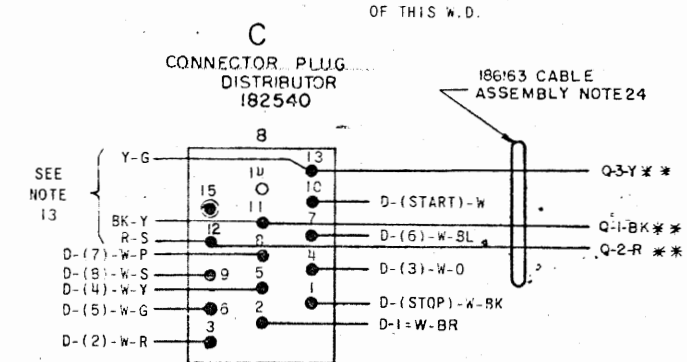 OF THIS W.D.
C
CONNECTOR PLUG
DISTRIBUTOR
182540
186163 CABLE
ASSEMBLY NOTE 24
8
Y-G
13
Q-3-Y * *
SEE
NOTE
13
14
15
10
D-(START)-W
11
BK-Y
7
Q-1-BK * *
R-S
12
8
D-(6)-W-BL
Q-2-R * *
D-(7)-W-P
4
D-(8)-W-S
9
5
D-(3)-W-O
D-(4)-W-Y
1
D-(5)-W-G
6
2
D-(STOP)-W-BK
3
D-1-W-BR
D-(2)-W-R